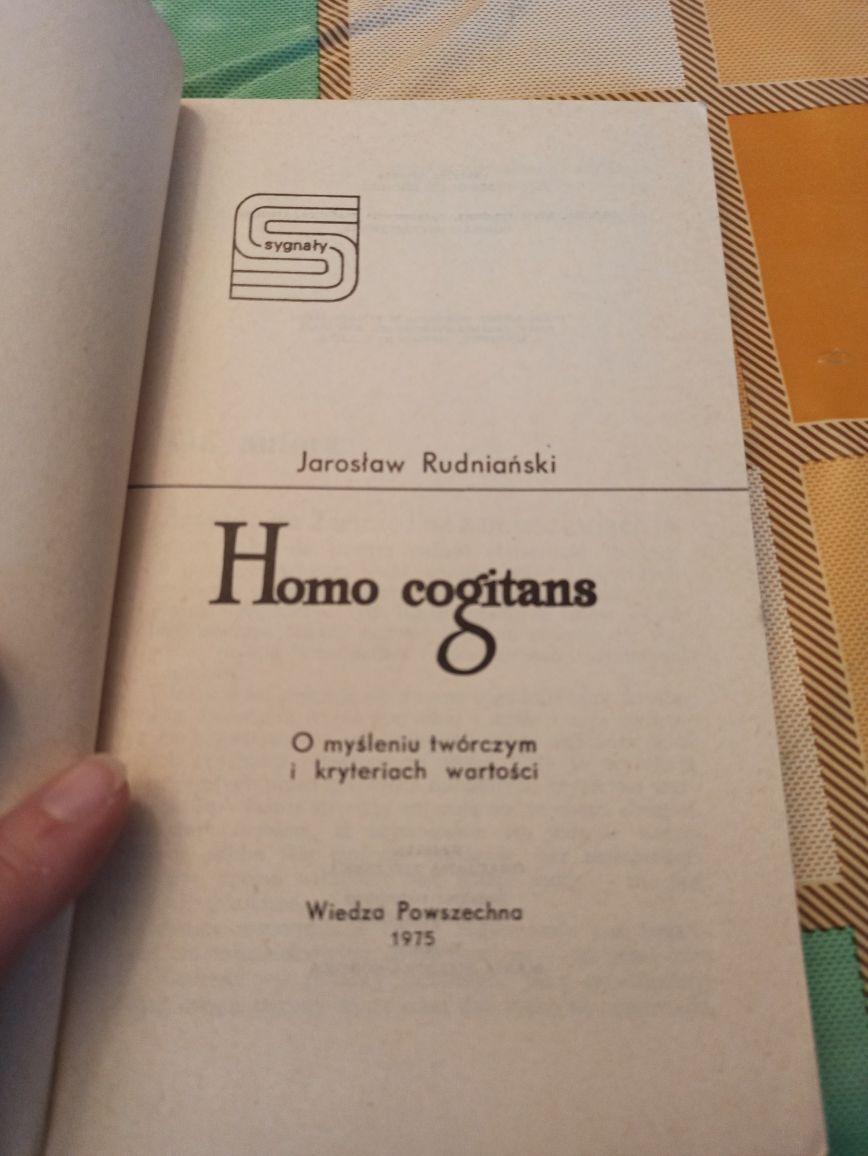 sygnały
Jarosław Rudniański
Homo cogitans
O myśleniu twórczym
i kryteriach wartości
Wiedza Powszechna
1975